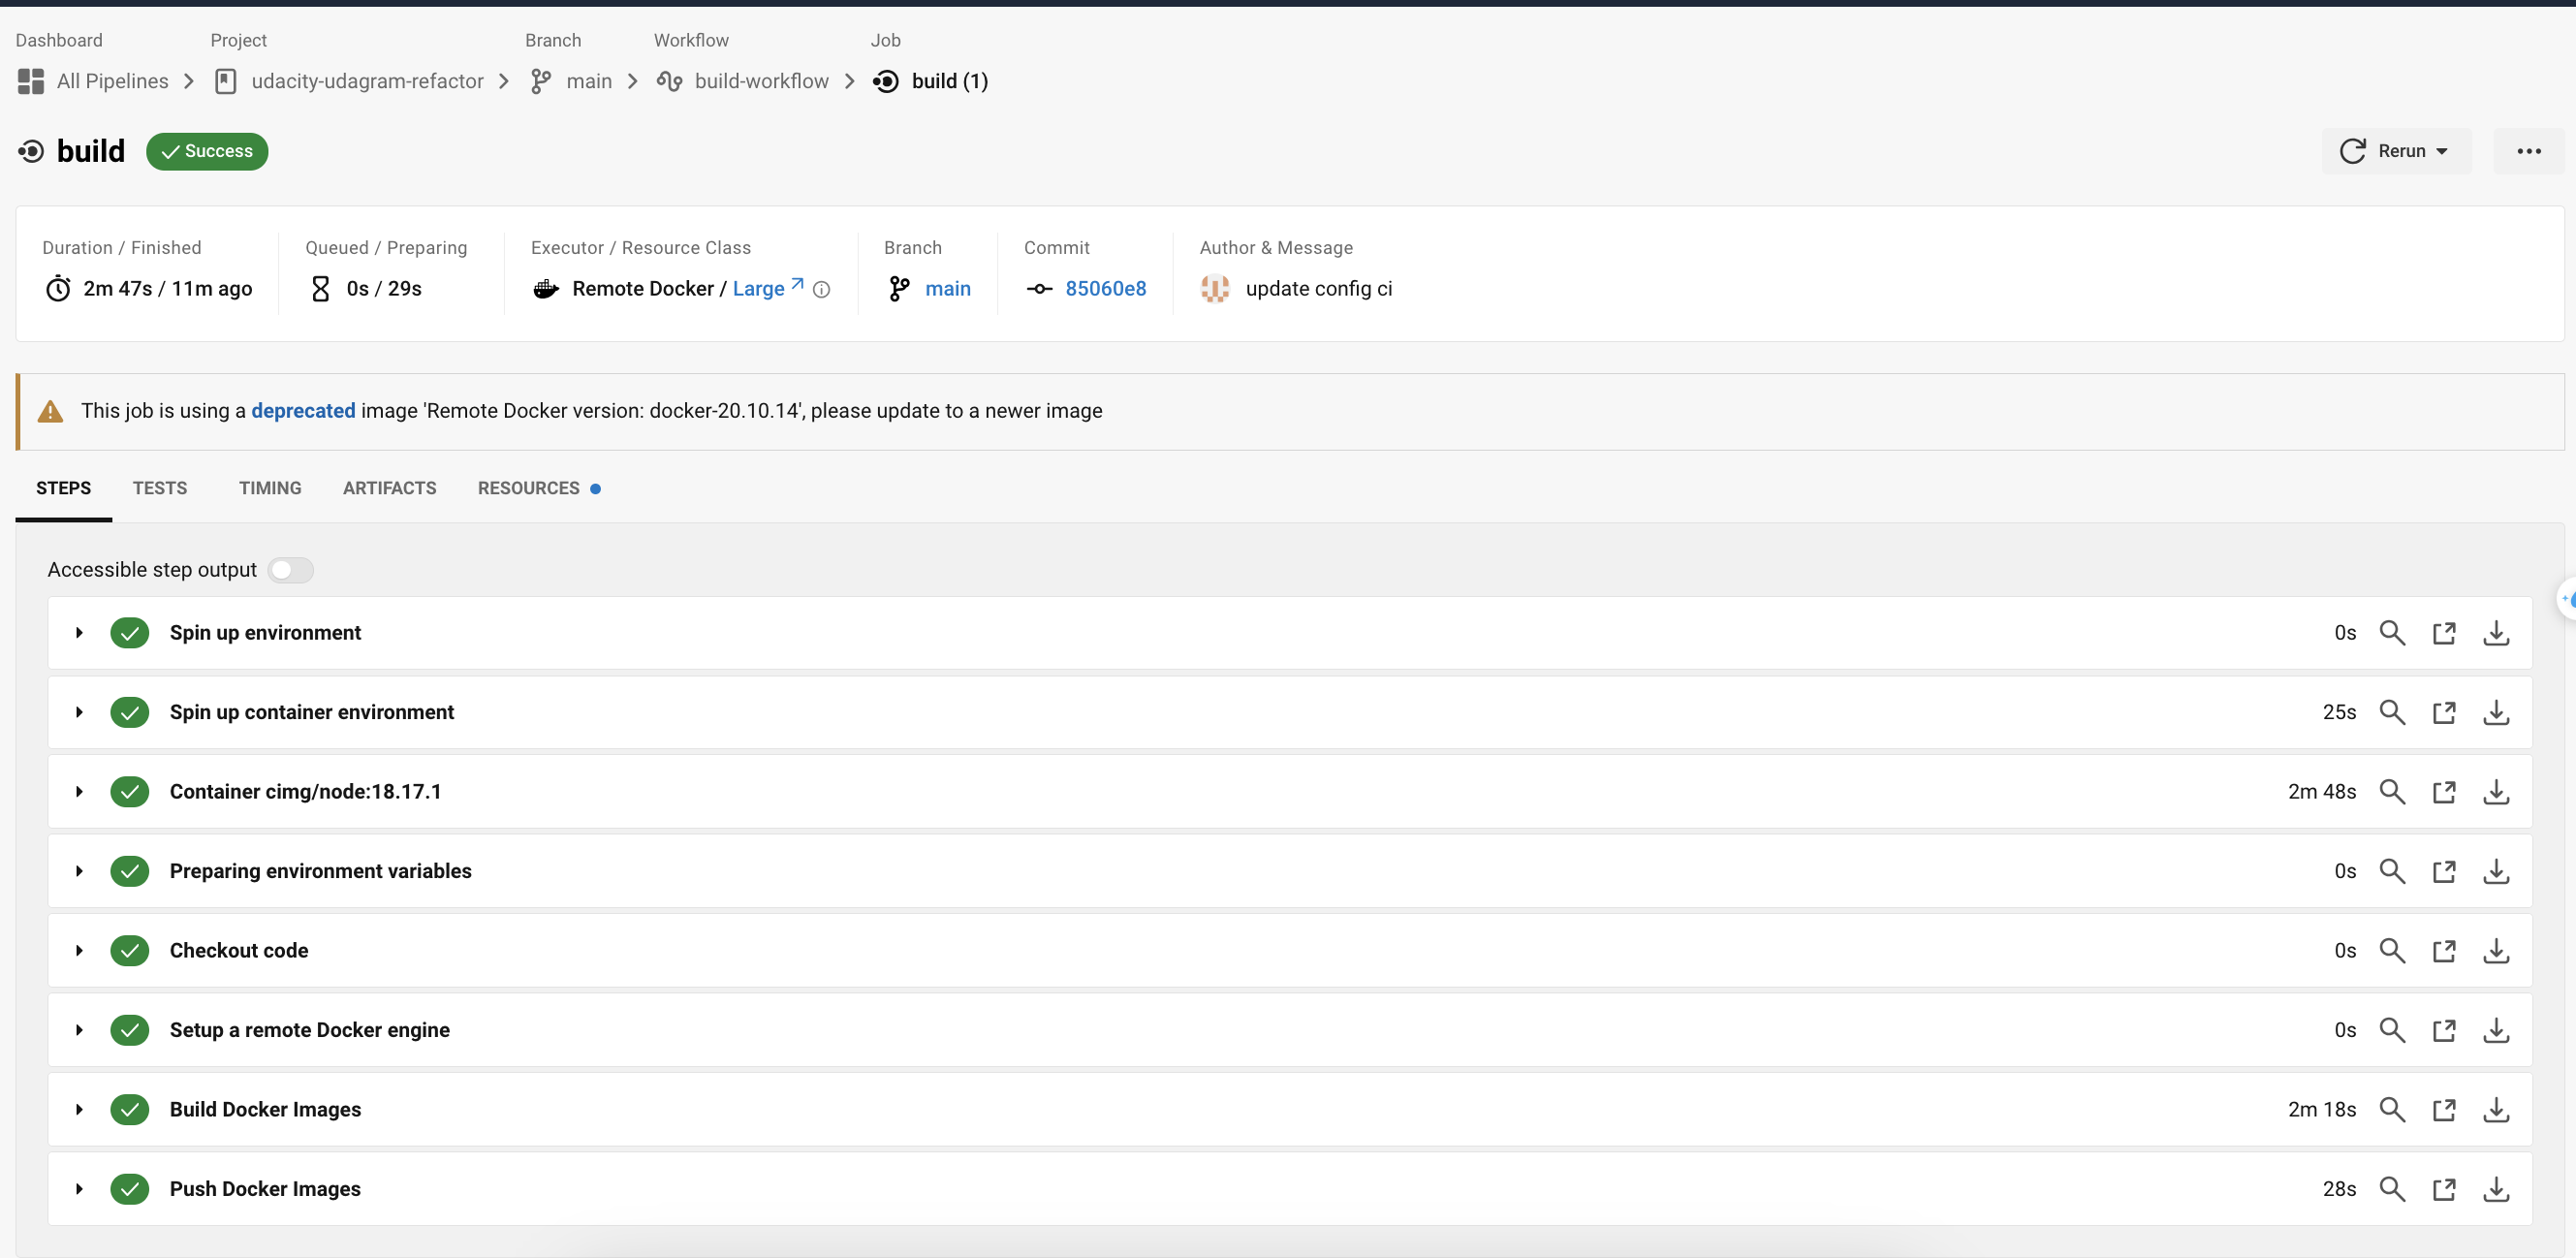 Dashboard Project Branch Workflow Job
All Pipelines udacity-udagram-refactor main build-workflow build (1)
build Success Rerun
Duration / Finished Queued / Preparing Executor / Resource Class Branch Commit Author & Message
2m 47s / 11m ago 0s / 29s Remote Docker / Large main 85060e8 update config ci
This job is using a deprecated image 'Remote Docker version: docker-20.10.14', please update to a newer image
STEPS TESTS TIMING ARTIFACTS RESOURCES
Accessible step output
Spin up environment 0s
Spin up container environment 25s
Container cimg/node:18.17.1 2m 48s
Preparing environment variables 0s
Checkout code 0s
Setup a remote Docker engine 0s
Build Docker Images 2m 18s
Push Docker Images 28s